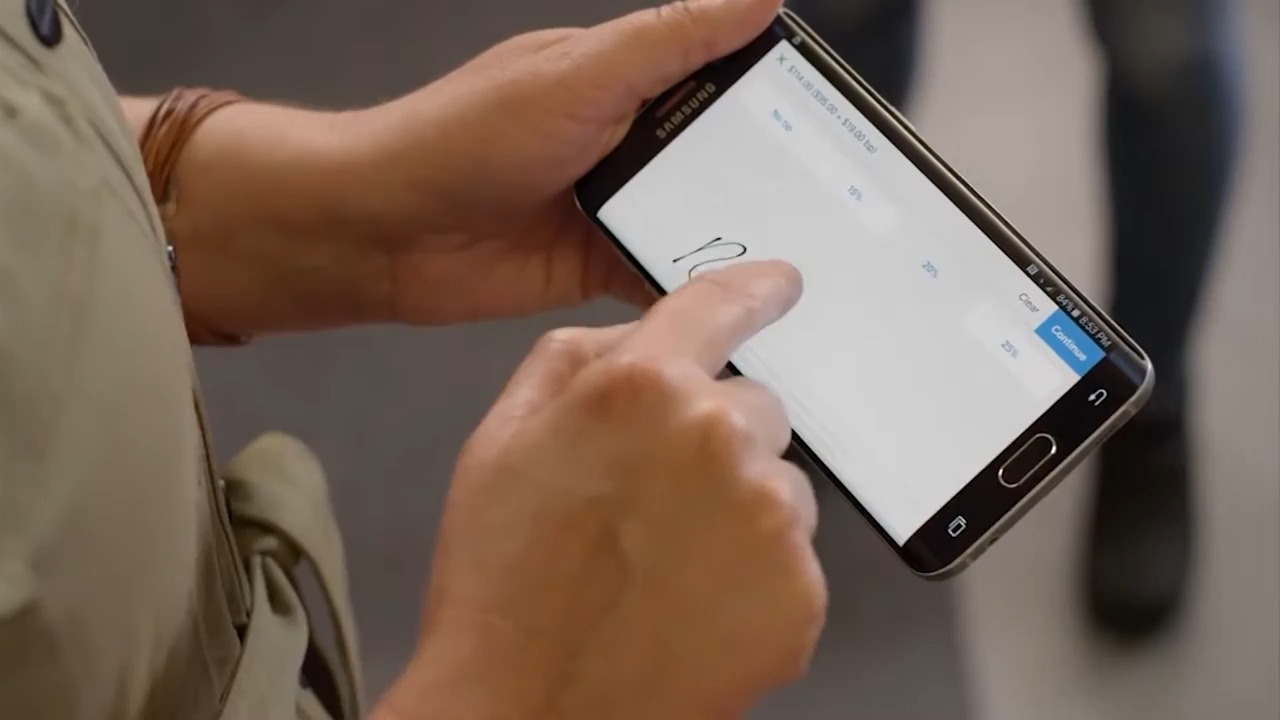 SAMSUNG
84% 8:53 PM
$114.00 ($95.00 + $19.00 tip)
Clear
Continue
No tip
15%
20%
25%